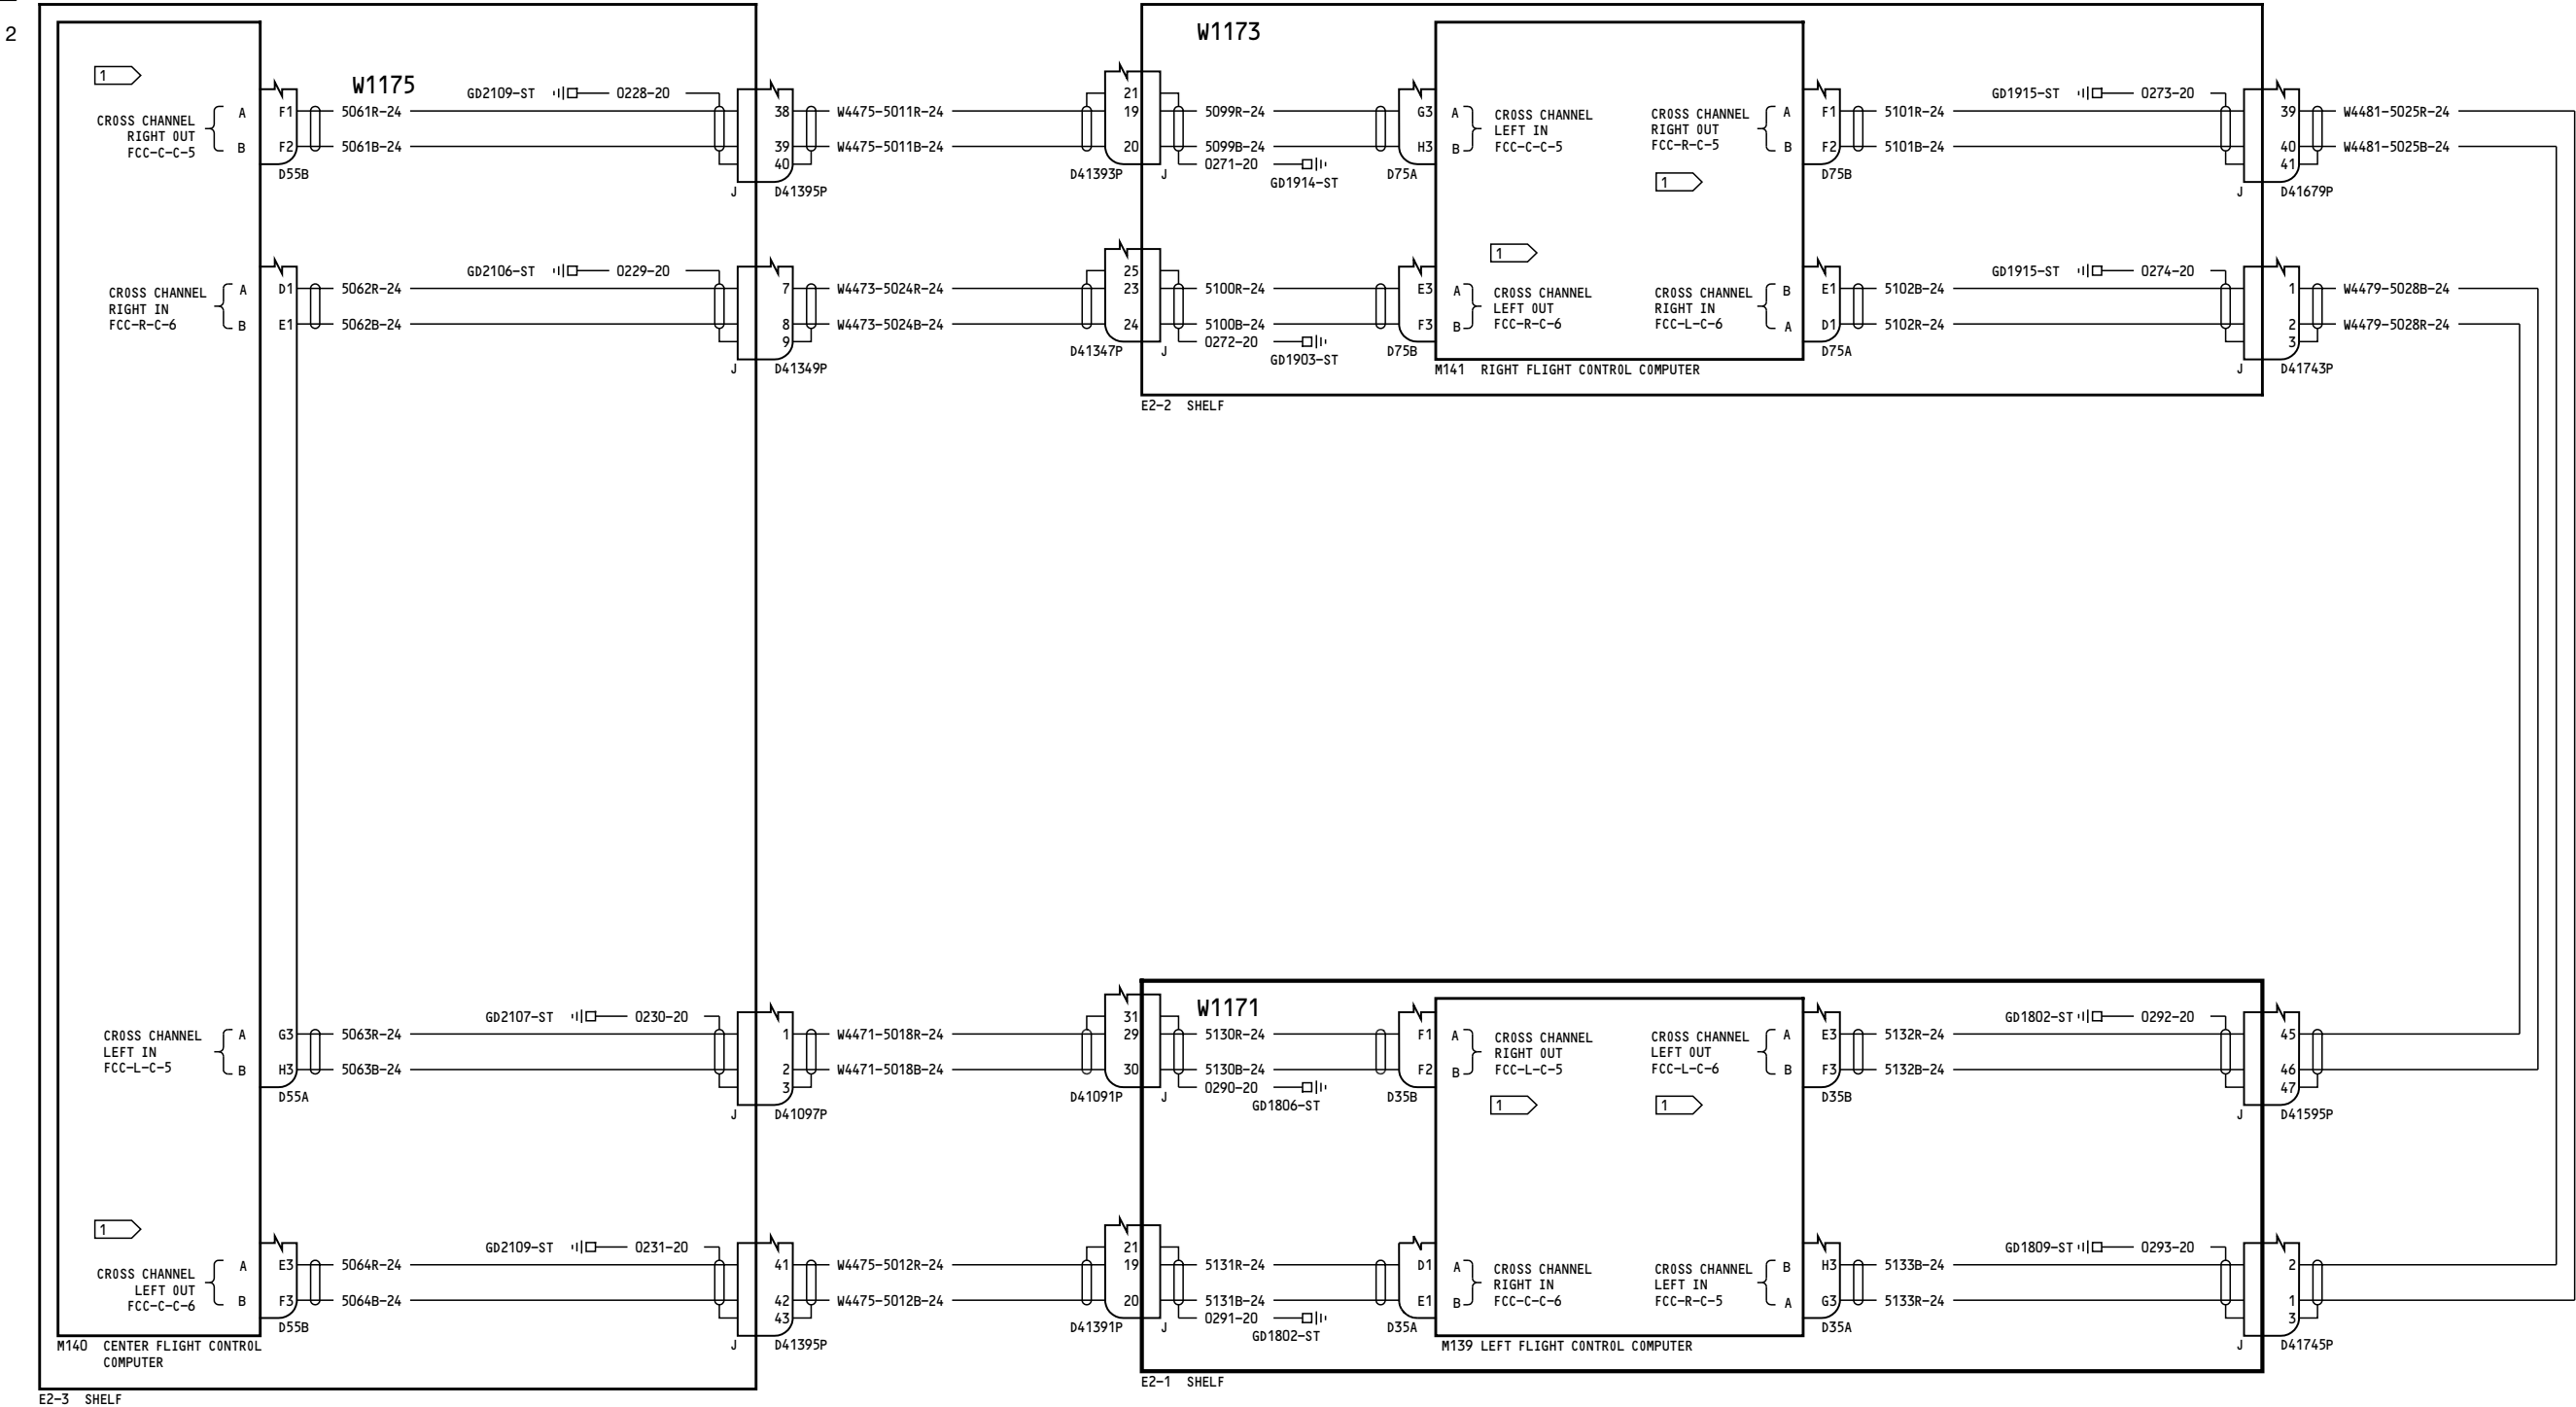 2
W1175
1
CROSS CHANNEL
RIGHT OUT
FCC-C-C-5
A
B
F1
F2
D55B
5061R-24
5061B-24
GD2109-ST
0228-20
38
39
40
J
D41395P
W4475-5011R-24
W4475-5011B-24
21
19
20
D41393P
J
W1173
5099R-24
5099B-24
0271-20
GD1914-ST
G3
H3
D75A
A
B
CROSS CHANNEL
LEFT IN
FCC-C-C-5
CROSS CHANNEL
RIGHT OUT
FCC-R-C-5
1
A
B
F1
F2
D75B
5101R-24
5101B-24
GD1915-ST
0273-20
39
40
41
J
D41679P
W4481-5025R-24
W4481-5025B-24
CROSS CHANNEL
RIGHT IN
FCC-R-C-6
A
B
D1
E1
5062R-24
5062B-24
GD2106-ST
0229-20
7
8
9
J
D41349P
W4473-5024R-24
W4473-5024B-24
25
23
24
D41347P
J
5100R-24
5100B-24
0272-20
GD1903-ST
E3
F3
D75B
1
A
B
CROSS CHANNEL
LEFT OUT
FCC-R-C-6
CROSS CHANNEL
RIGHT IN
FCC-L-C-6
B
A
E1
D1
D75A
5102B-24
5102R-24
GD1915-ST
0274-20
1
2
3
J
D41743P
W4479-5028B-24
W4479-5028R-24
M141 RIGHT FLIGHT CONTROL COMPUTER
E2-2 SHELF
CROSS CHANNEL
LEFT IN
FCC-L-C-5
A
B
G3
H3
D55A
5063R-24
5063B-24
GD2107-ST
0230-20
1
2
3
J
D41097P
W4471-5018R-24
W4471-5018B-24
31
29
30
D41091P
J
W1171
5130R-24
5130B-24
0290-20
GD1806-ST
F1
F2
D35B
A
B
CROSS CHANNEL
RIGHT OUT
FCC-L-C-5
1
CROSS CHANNEL
LEFT OUT
FCC-L-C-6
1
A
B
E3
F3
D35B
5132R-24
5132B-24
GD1802-ST
0292-20
45
46
47
J
D41595P
1
CROSS CHANNEL
LEFT OUT
FCC-C-C-6
A
B
E3
F3
D55B
5064R-24
5064B-24
GD2109-ST
0231-20
41
42
43
J
D41395P
W4475-5012R-24
W4475-5012B-24
21
19
20
D41391P
J
5131R-24
5131B-24
0291-20
GD1802-ST
D1
E1
D35A
A
B
CROSS CHANNEL
RIGHT IN
FCC-C-C-6
CROSS CHANNEL
LEFT IN
FCC-R-C-5
B
A
H3
G3
D35A
5133B-24
5133R-24
GD1809-ST
0293-20
2
1
3
J
D41745P
M140 CENTER FLIGHT CONTROL
COMPUTER
M139 LEFT FLIGHT CONTROL COMPUTER
E2-1 SHELF
E2-3 SHELF